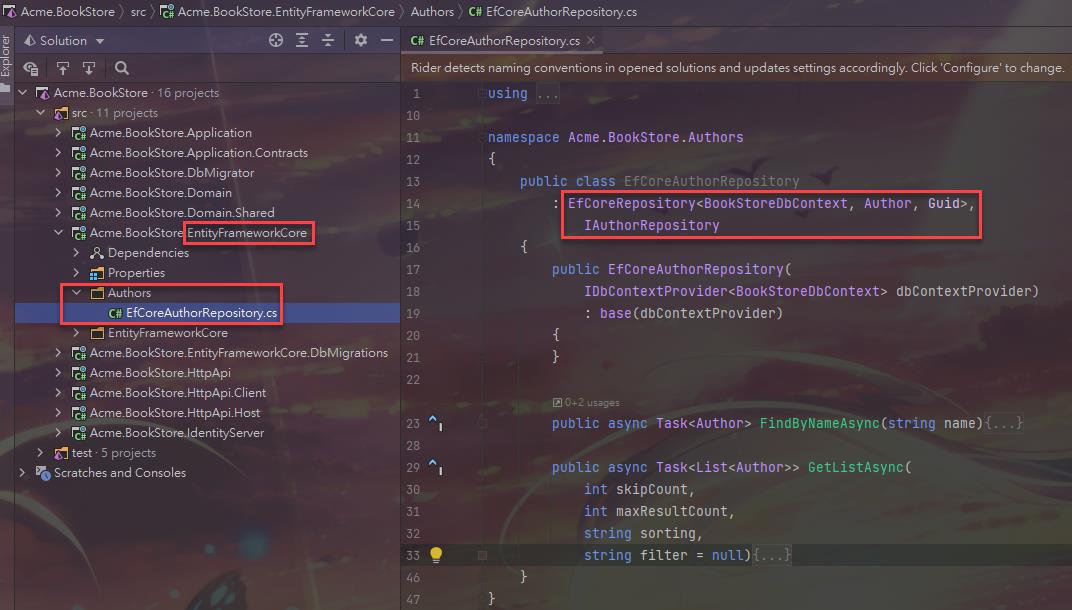 Acme.BookStore 〉 src 〉 Acme.BookStore.EntityFrameworkCore 〉 Authors 〉 C# EfCoreAuthorRepository.cs
Explorer
Solution
C# EfCoreAuthorRepository.cs ×
Rider detects naming conventions in opened solutions and updates settings accordingly. Click 'Configure' to change.
Acme.BookStore · 16 projects
src · 11 projects
C# Acme.BookStore.Application
C# Acme.BookStore.Application.Contracts
C# Acme.BookStore.DbMigrator
C# Acme.BookStore.Domain
C# Acme.BookStore.Domain.Shared
C# Acme.BookStore.EntityFrameworkCore
Dependencies
Properties
Authors
C# EfCoreAuthorRepository.cs
EntityFrameworkCore
C# Acme.BookStore.EntityFrameworkCore.DbMigrations
C# Acme.BookStore.HttpApi
C# Acme.BookStore.HttpApi.Client
C# Acme.BookStore.HttpApi.Host
C# Acme.BookStore.IdentityServer
test · 5 projects
Scratches and Consoles
1 using ...
10
11 namespace Acme.BookStore.Authors
12 {
13 public class EfCoreAuthorRepository
14 : EfCoreRepository<BookStoreDbContext, Author, Guid>,
15 IAuthorRepository
16 {
17 public EfCoreAuthorRepository(
18 IDbContextProvider<BookStoreDbContext> dbContextProvider)
19 : base(dbContextProvider)
20 {
21 }
22
0+2 usages
23 public async Task<Author> FindByNameAsync(string name){...}
28
29 public async Task<List<Author>> GetListAsync(
30 int skipCount,
31 int maxResultCount,
32 string sorting,
33 string filter = null){...}
46 }
47 }